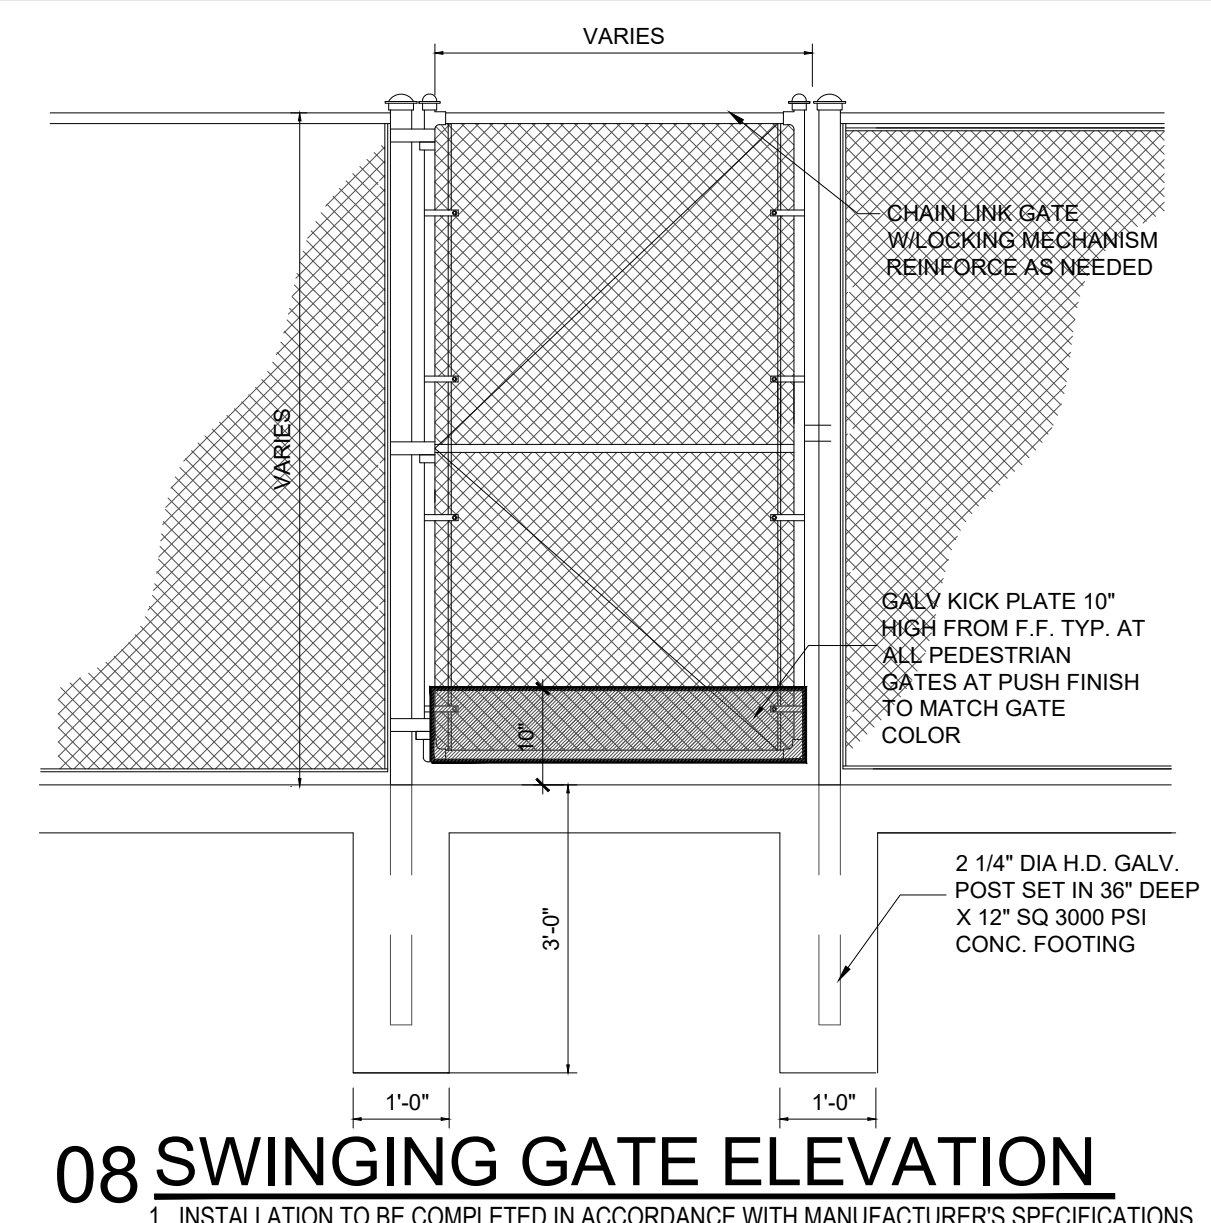 VARIES
CHAIN LINK GATE
W/LOCKING MECHANISM
REINFORCE AS NEEDED
VARIES
GALV KICK PLATE 10"
HIGH FROM F.F. TYP. AT
ALL PEDESTRIAN
GATES AT PUSH FINISH
TO MATCH GATE
COLOR
10"
2 1/4" DIA H.D. GALV.
POST SET IN 36" DEEP
X 12" SQ 3000 PSI
CONC. FOOTING
3'-0"
1'-0"
1'-0"
08 SWINGING GATE ELEVATION
1. INSTALLATION TO BE COMPLETED IN ACCORDANCE WITH MANUFACTURER'S SPECIFICATIONS.